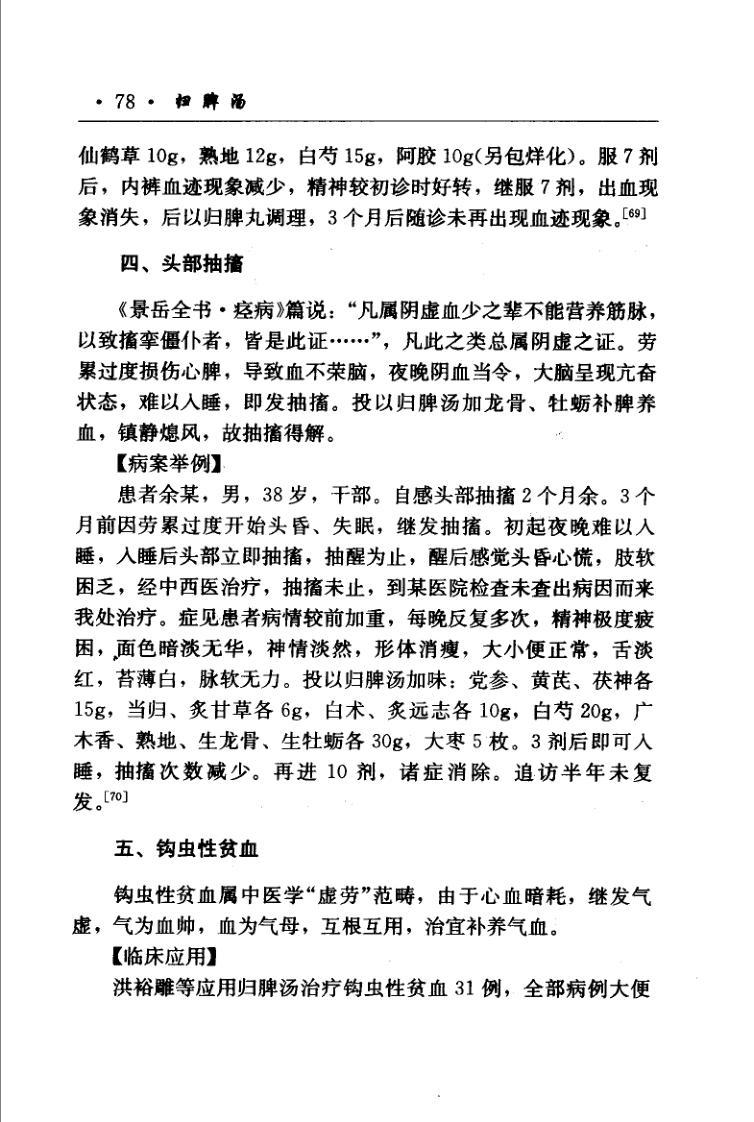 ·78· 归脾汤
仙鹤草 10g，熟地 12g，白芍 15g，阿胶 10g(另包烊化)。服 7 剂
后，内裤血迹现象减少，精神较初诊时好转，继服 7 剂，出血现
象消失，后以归脾丸调理，3 个月后随诊未再出现血迹现象。[69]
四、头部抽搐
《景岳全书·痉病》篇说：“凡属阴虚血少之辈不能营养筋脉，
以致搐挛僵仆者，皆是此证……”，凡此之类总属阴虚之证。劳
累过度损伤心脾，导致血不荣脑，夜晚阴血当令，大脑呈现亢奋
状态，难以入睡，即发抽搐。投以归脾汤加龙骨、牡蛎补脾养
血，镇静熄风，故抽搐得解。
【病案举例】
患者余某，男，38 岁，干部。自感头部抽搐 2 个月余。3 个
月前因劳累过度开始头昏、失眠，继发抽搐。初起夜晚难以入
睡，入睡后头部立即抽搐，抽醒为止，醒后感觉头昏心慌，肢软
困乏，经中西医治疗，抽搐未止，到某医院检查未查出病因而来
我处治疗。症见患者病情较前加重，每晚反复多次，精神极度疲
困，面色暗淡无华，神情淡然，形体消瘦，大小便正常，舌淡
红，苔薄白，脉软无力。投以归脾汤加味：党参、黄芪、茯神各
15g，当归、炙甘草各 6g，白术、炙远志各 10g，白芍 20g，广
木香、熟地、生龙骨、生牡蛎各 30g，大枣 5 枚。3 剂后即可入
睡，抽搐次数减少。再进 10 剂，诸症消除。追访半年未复
发。[70]
五、钩虫性贫血
钩虫性贫血属中医学“虚劳”范畴，由于心血暗耗，继发气
虚，气为血帅，血为气母，互根互用，治宜补养气血。
【临床应用】
洪裕雕等应用归脾汤治疗钩虫性贫血 31 例，全部病例大便